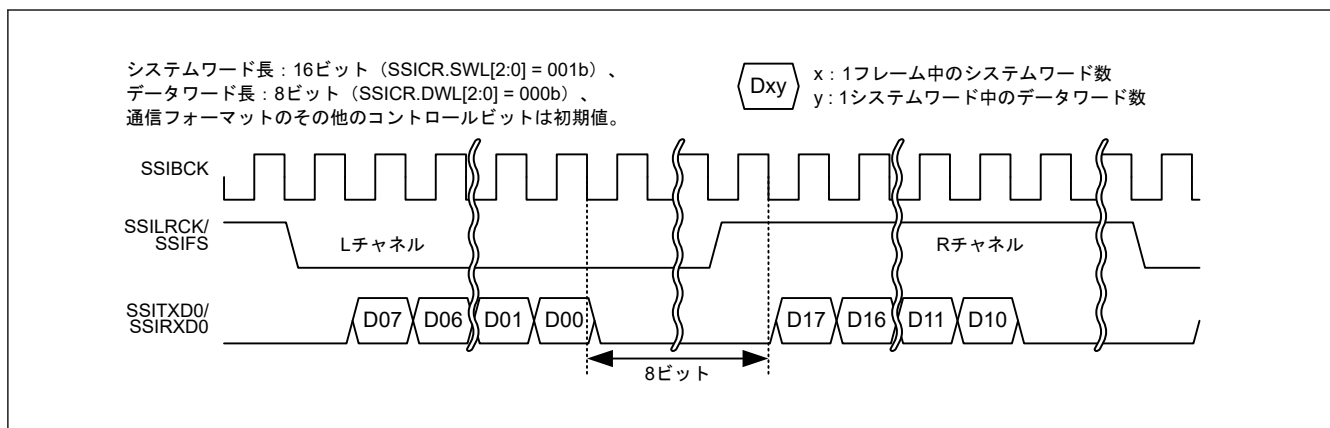 システムワード長：16ビット（SSICR.SWL[2:0] = 001b）、
データワード長：8ビット（SSICR.DWL[2:0] = 000b）、
通信フォーマットのその他のコントロールビットは初期値。
Dxy
x：1フレーム中のシステムワード数
y：1システムワード中のデータワード数
SSIBCK
SSILRCK/
SSIFS
Lチャネル
Rチャネル
SSITXD0/
SSIRXD0
D07 D06 D01 D00 D17 D16 D11 D10
8ビット